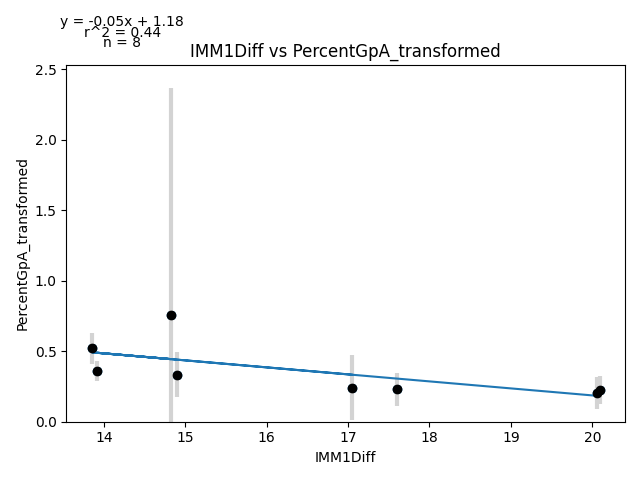 y = -0.05x + 1.18
r^2 = 0.44
n = 8
IMM1Diff vs PercentGpA_transformed
2.5
2.0
1.5
1.0
0.5
0.0
PercentGpA_transformed
14 15 16 17 18 19 20
IMM1Diff